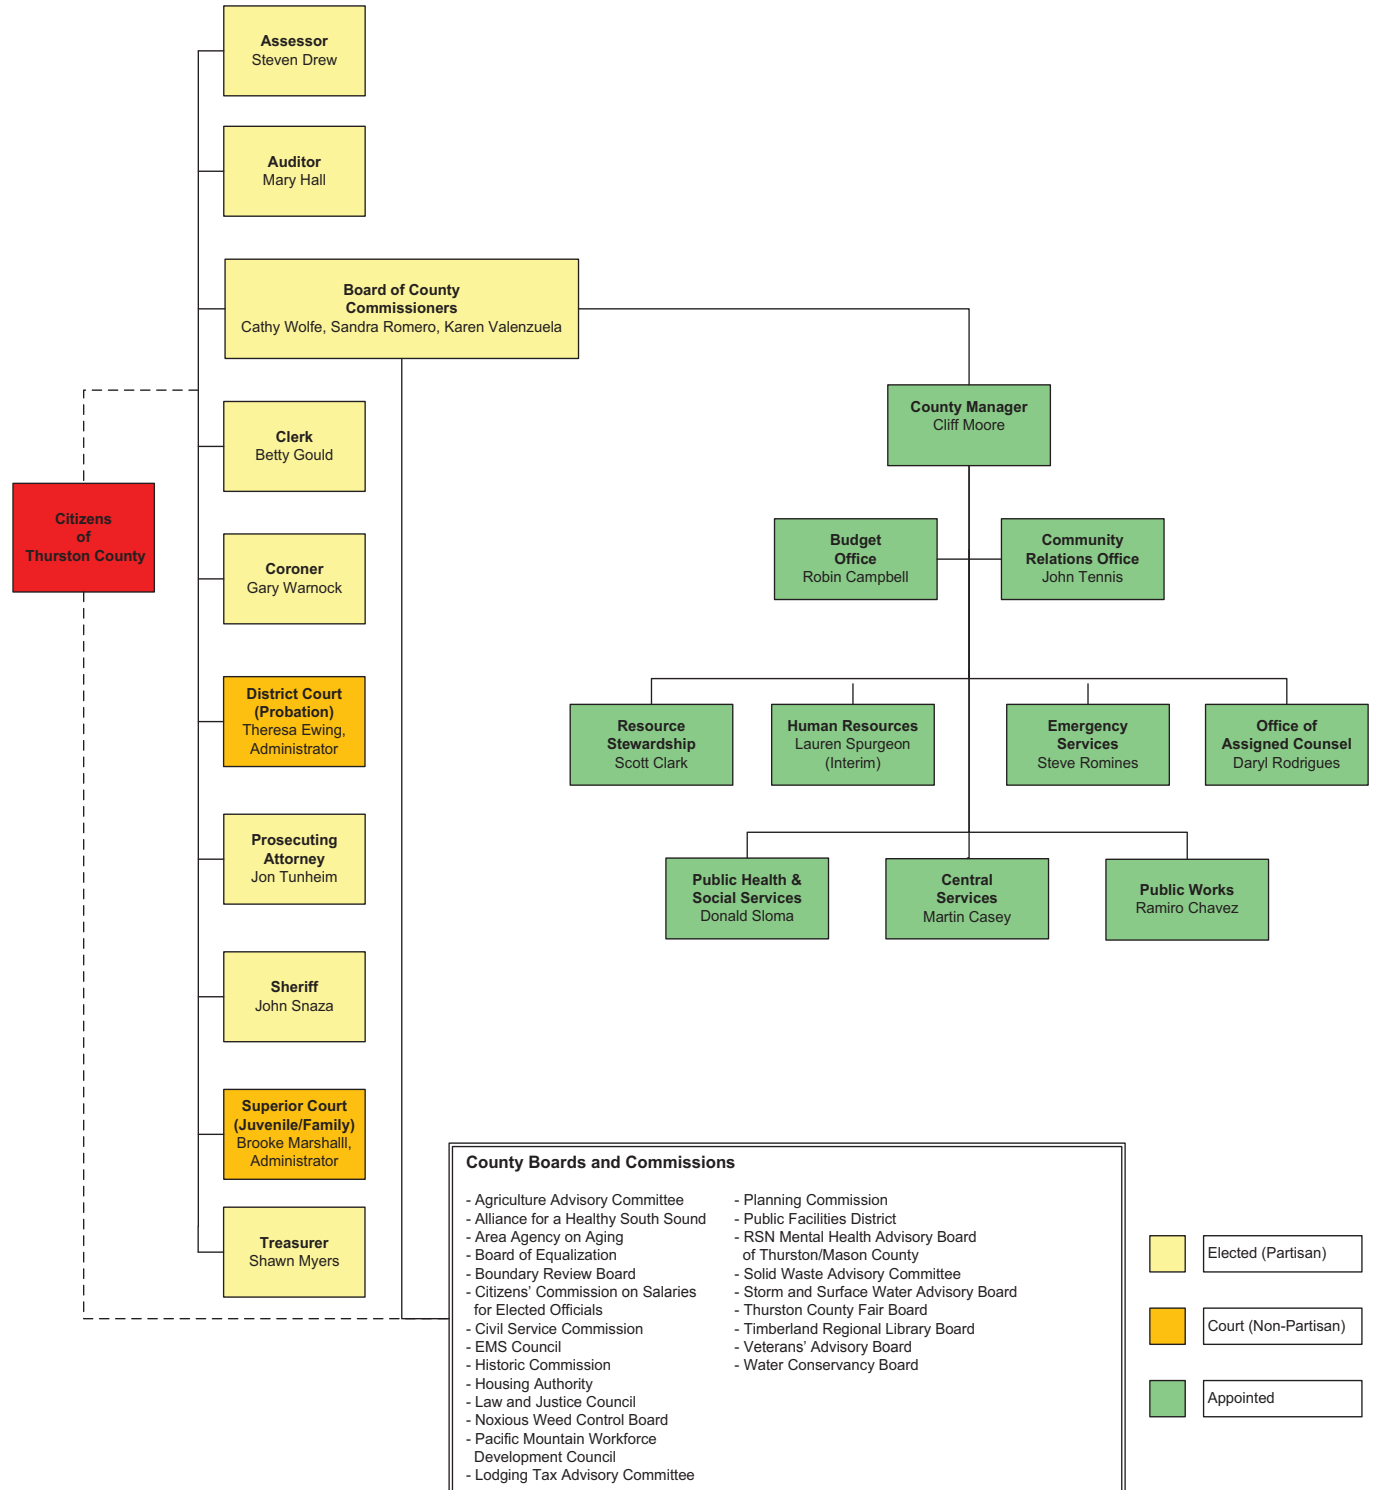 Assessor
Steven Drew
Auditor
Mary Hall
Board of County
Commissioners
Cathy Wolfe, Sandra Romero, Karen Valenzuela
County Manager
Cliff Moore
Clerk
Betty Gould
Citizens
of
Thurston County
Budget
Office
Robin Campbell
Community
Relations Office
John Tennis
Coroner
Gary Warnock
District Court
(Probation)
Theresa Ewing,
Administrator
Resource
Stewardship
Scott Clark
Human Resources
Lauren Spurgeon
(Interim)
Emergency
Services
Steve Romines
Office of
Assigned Counsel
Daryl Rodrigues
Prosecuting
Attorney
Jon Tunheim
Public Health &
Social Services
Donald Sloma
Central
Services
Martin Casey
Public Works
Ramiro Chavez
Sheriff
John Snaza
Superior Court
(Juvenile/Family)
Brooke Marshalll,
Administrator
Treasurer
Shawn Myers
County Boards and Commissions
- Agriculture Advisory Committee
- Alliance for a Healthy South Sound
- Area Agency on Aging
- Board of Equalization
- Boundary Review Board
- Citizens' Commission on Salaries
for Elected Officials
- Civil Service Commission
- EMS Council
- Historic Commission
- Housing Authority
- Law and Justice Council
- Noxious Weed Control Board
- Pacific Mountain Workforce
Development Council
- Lodging Tax Advisory Committee
- Planning Commission
- Public Facilities District
- RSN Mental Health Advisory Board
of Thurston/Mason County
- Solid Waste Advisory Committee
- Storm and Surface Water Advisory Board
- Thurston County Fair Board
- Timberland Regional Library Board
- Veterans' Advisory Board
- Water Conservancy Board
Elected (Partisan)
Court (Non-Partisan)
Appointed